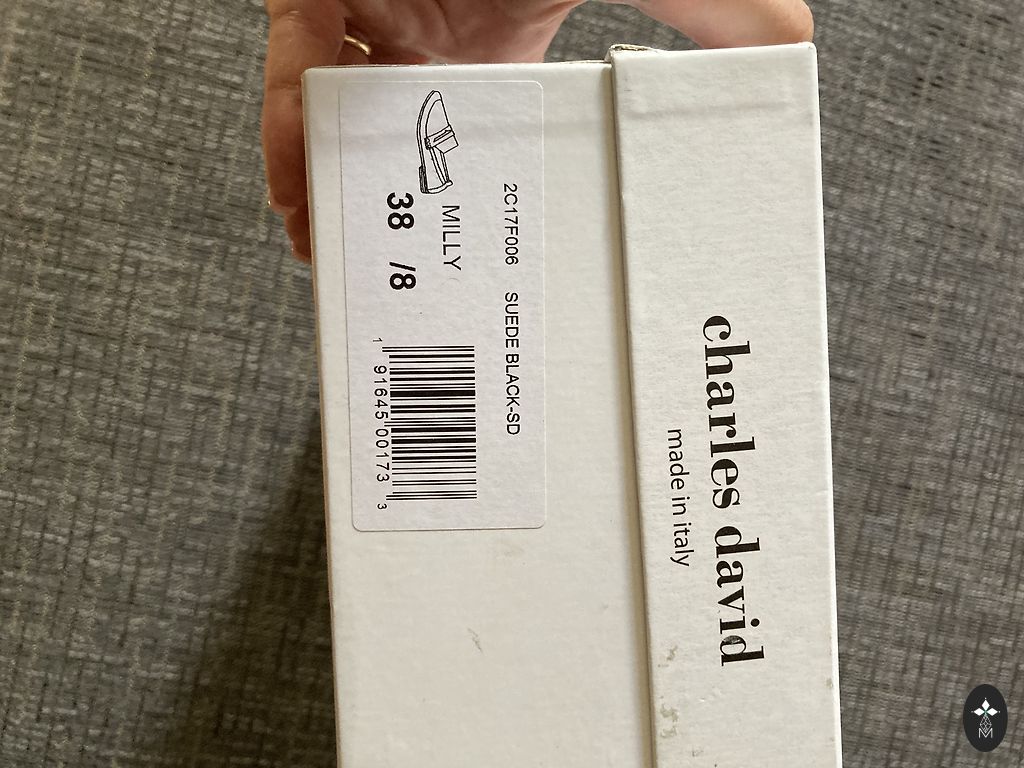 charles david
made in italy
2C17F006 SUEDE BLACK-SD
MILLY
38 /8
1 91645 00173 3
M